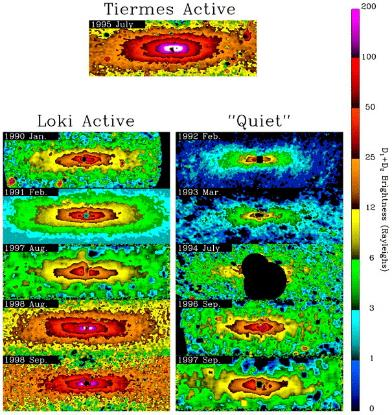 Tiermes Active
1995 July
Loki Active
"Quiet"
1990 Jan.
1991 Feb.
1997 Aug.
1998 Aug.
1998 Sep.
1992 Feb.
1993 Mar.
1994 July
1996 Sep.
1997 Sep.
200
100
50
25
12
6
3
1
0
D₁+D₂ Brightness (Rayleighs)